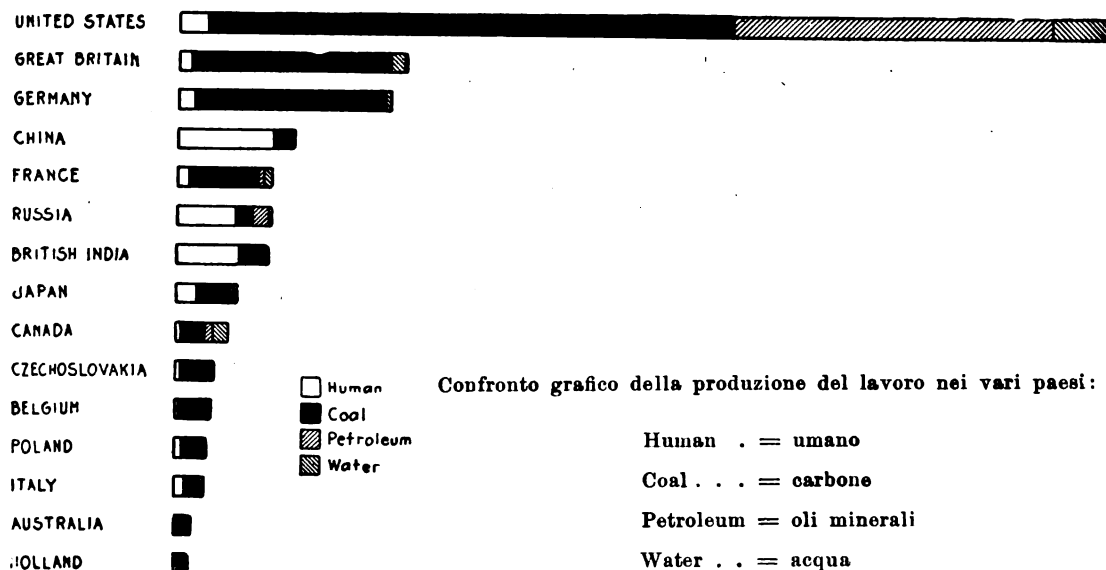 UNITED STATES
GREAT BRITAIN
GERMANY
CHINA
FRANCE
RUSSIA
BRITISH INDIA
JAPAN
CANADA
CZECHOSLOVAKIA
BELGIUM
POLAND
ITALY
AUSTRALIA
HOLLAND
Human
Coal
Petroleum
Water
Confronto grafico della produzione del lavoro nei vari paesi:
Human . = umano
Coal . . . = carbone
Petroleum = oli minerali
Water . . = acqua